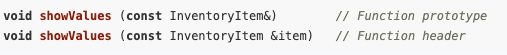 void showValues (const InventoryItem&)        // Function prototype
void showValues (const InventoryItem &item)   // Function header